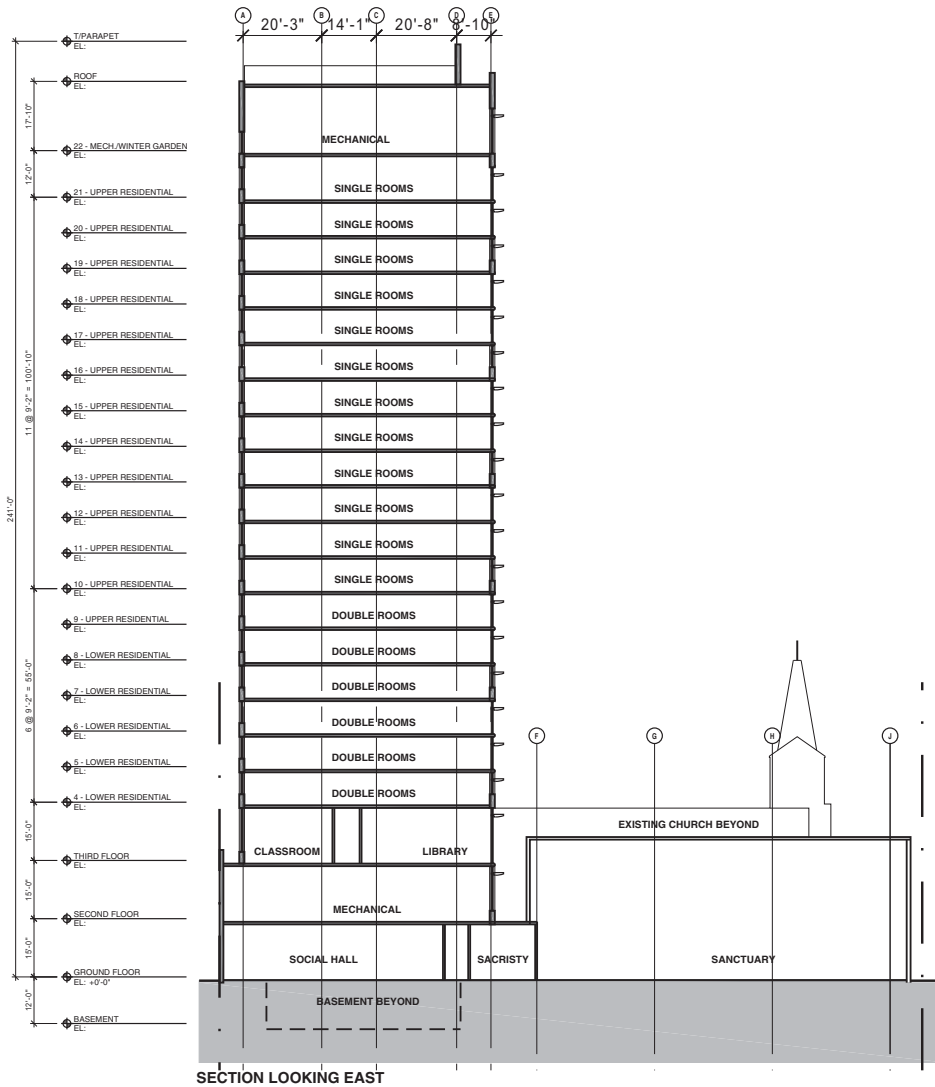 A B C D E
20'-3" 14'-1" 20'-8" 8'-10"
T/PARAPET
EL:
ROOF
EL:
17'-10"
MECHANICAL
22 - MECH./WINTER GARDEN
EL:
12'-0"
SINGLE ROOMS
21 - UPPER RESIDENTIAL
EL:
SINGLE ROOMS
20 - UPPER RESIDENTIAL
EL:
SINGLE ROOMS
19 - UPPER RESIDENTIAL
EL:
SINGLE ROOMS
18 - UPPER RESIDENTIAL
EL:
SINGLE ROOMS
17 - UPPER RESIDENTIAL
EL:
SINGLE ROOMS
16 - UPPER RESIDENTIAL
EL:
11 @ 9'-2" = 100'-10"
SINGLE ROOMS
15 - UPPER RESIDENTIAL
EL:
SINGLE ROOMS
14 - UPPER RESIDENTIAL
EL:
SINGLE ROOMS
13 - UPPER RESIDENTIAL
EL:
241'-0"
SINGLE ROOMS
12 - UPPER RESIDENTIAL
EL:
SINGLE ROOMS
11 - UPPER RESIDENTIAL
EL:
SINGLE ROOMS
10 - UPPER RESIDENTIAL
EL:
DOUBLE ROOMS
9 - UPPER RESIDENTIAL
EL:
DOUBLE ROOMS
8 - LOWER RESIDENTIAL
EL:
6 @ 9'-2" = 55'-0"
DOUBLE ROOMS
7 - LOWER RESIDENTIAL
EL:
DOUBLE ROOMS
6 - LOWER RESIDENTIAL
EL:
F G H J
DOUBLE ROOMS
5 - LOWER RESIDENTIAL
EL:
DOUBLE ROOMS
4 - LOWER RESIDENTIAL
EL:
15'-0"
EXISTING CHURCH BEYOND
CLASSROOM LIBRARY
THIRD FLOOR
EL:
15'-0"
MECHANICAL
SECOND FLOOR
EL:
15'-0"
SOCIAL HALL SACRISTY SANCTUARY
GROUND FLOOR
EL: +0'-0"
12'-0"
BASEMENT BEYOND
BASEMENT
EL:
SECTION LOOKING EAST